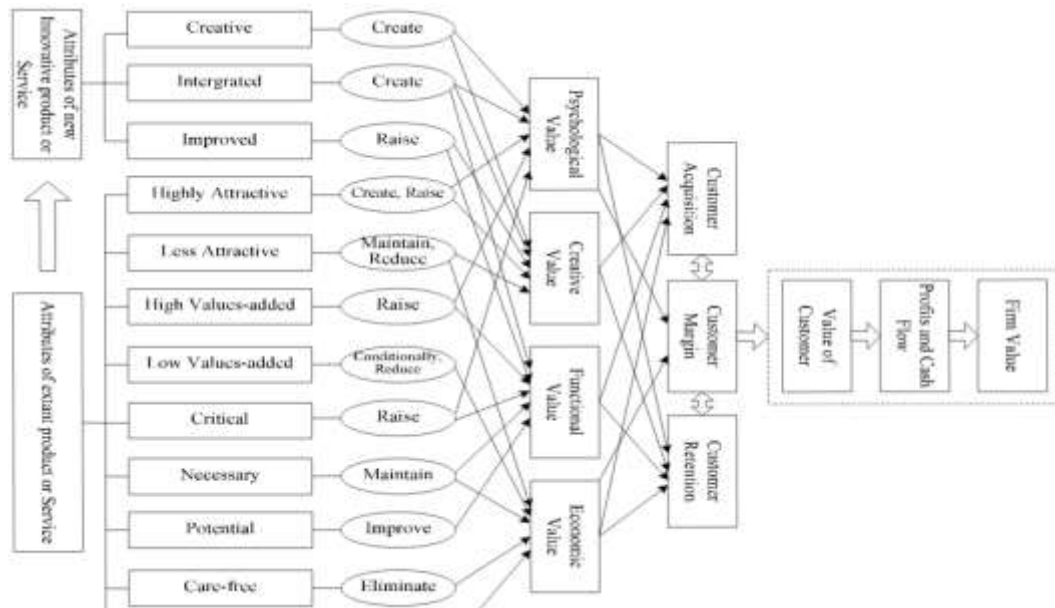 Attributes of new
Innovative product or
Service
Attributes of extant product or Service
Creative
Intergrated
Improved
Highly Attractive
Less Attractive
High Values-added
Low Values-added
Critical
Necessary
Potential
Care-free
Create
Create
Raise
Create, Raise
Maintain,
Reduce
Raise
Conditionally,
Reduce
Raise
Maintain
Improve
Eliminate
Psychological
Value
Creative
Value
Functional
Value
Economic
Value
Customer
Acquisition
Customer
Margin
Customer
Retention
Value of
Customer
Profits and Cash
Flow
Firm Value